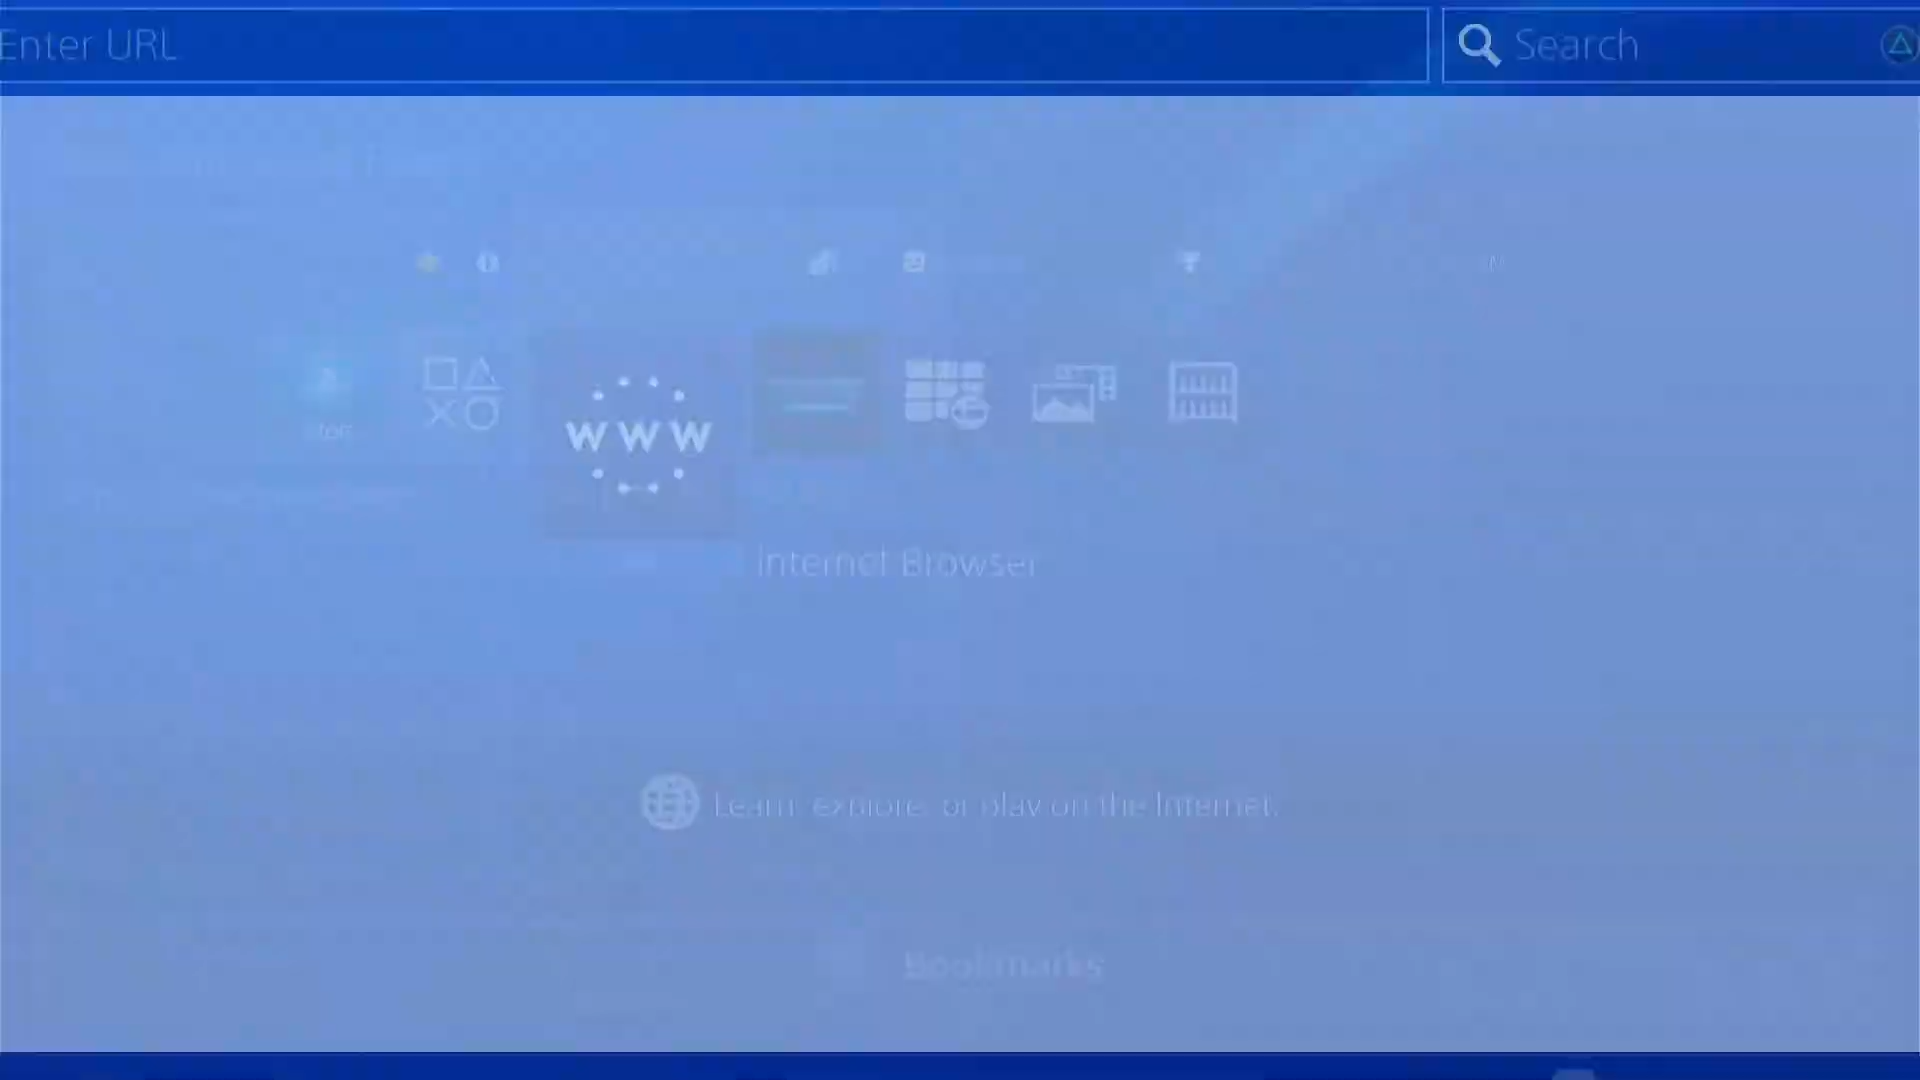 Enter URL
Search
WWW
Internet Browser
Learn, explore, or play on the Internet.
Bookmarks